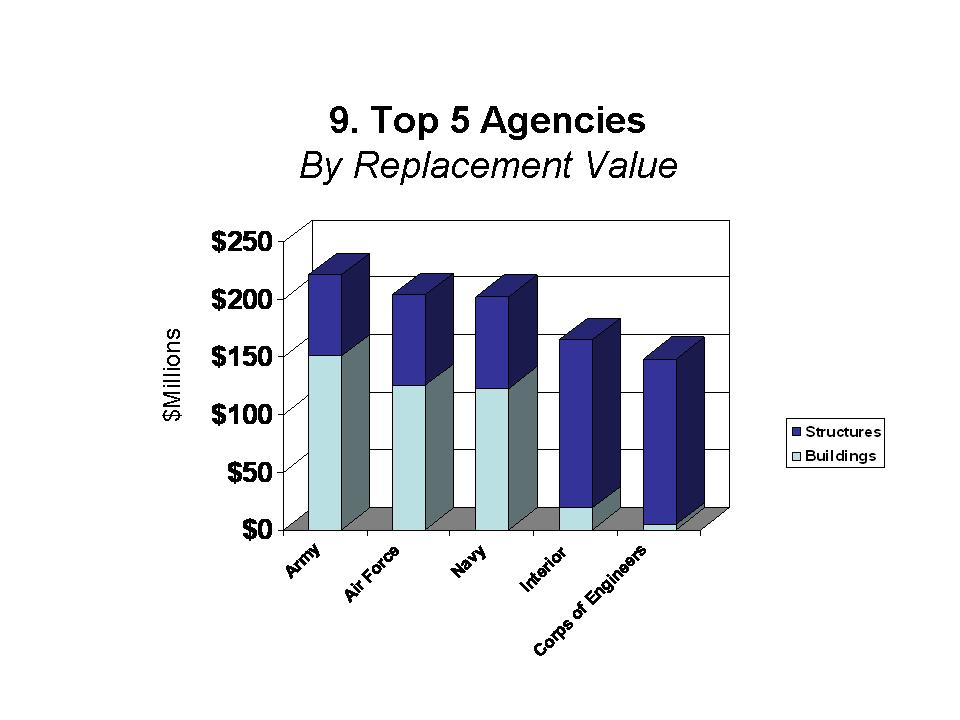 9. Top 5 Agencies
By Replacement Value
$250
$200
$150
$100
$50
$0
$Millions
Army
Air Force
Navy
Interior
Corps of Engineers
Structures
Buildings